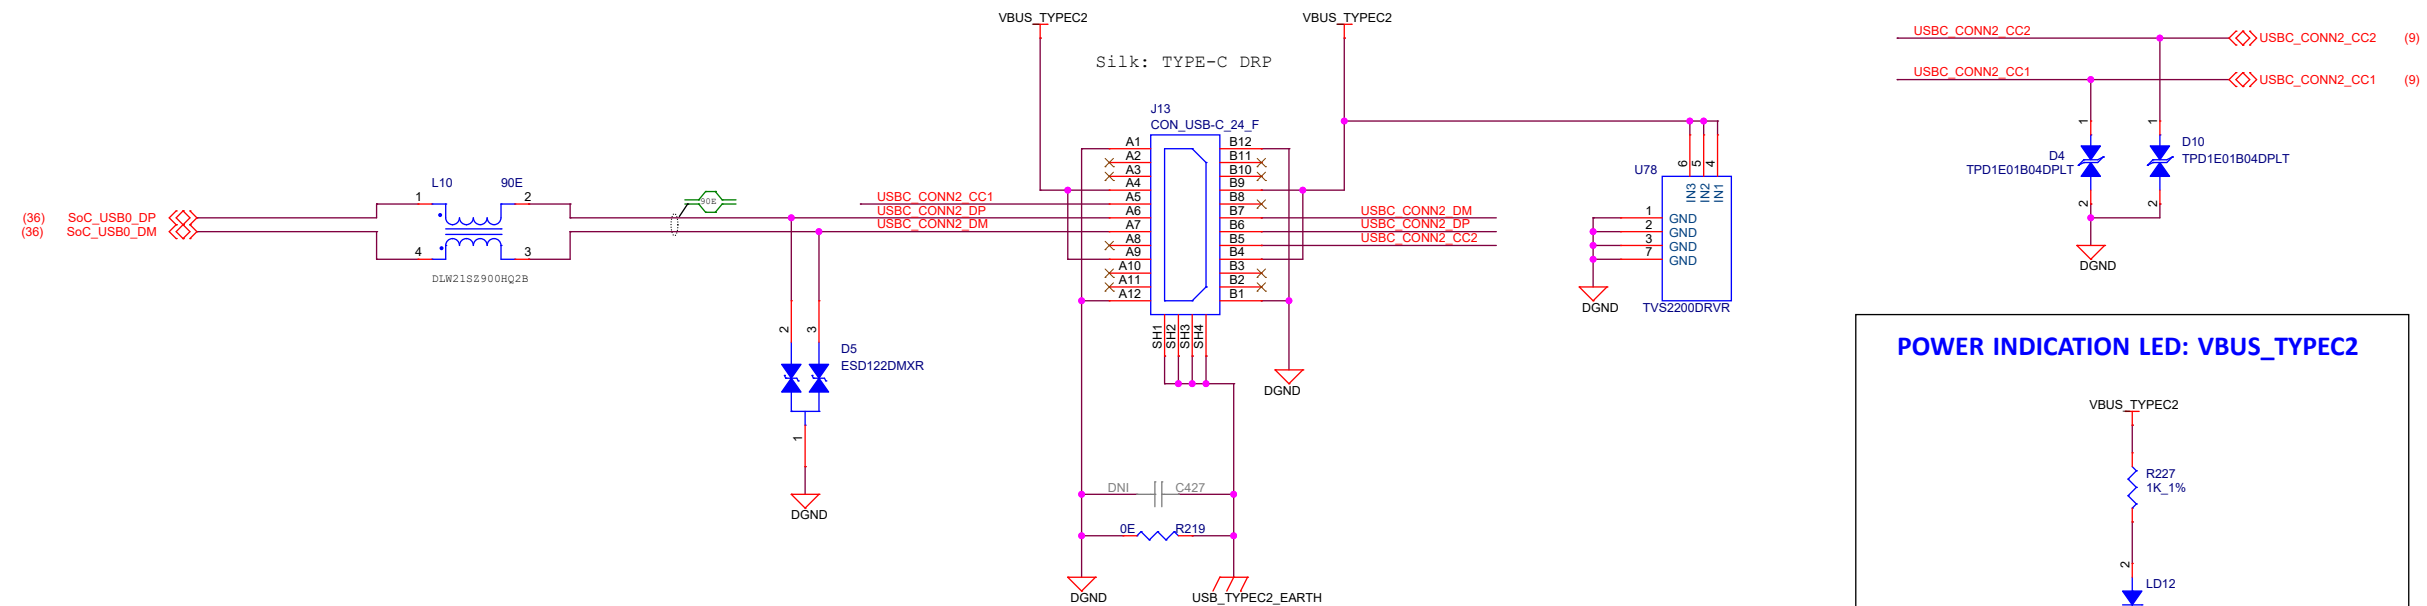 VBUS_TYPEC2
VBUS_TYPEC2
Silk: TYPE-C DRP
USBC_CONN2_CC2
USBC_CONN2_CC2 (9)
USBC_CONN2_CC1
USBC_CONN2_CC1 (9)
J13
CON_USB-C_24_F
A1
A2
A3
A4
A5
A6
A7
A8
A9
A10
A11
A12
B12
B11
B10
B9
B8
B7
B6
B5
B4
B3
B2
B1
SH1
SH2
SH3
SH4
(36) SoC_USB0_DP
(36) SoC_USB0_DM
L10 90E
1
2
4
3
DLW21SZ900HQ2B
90E
USBC_CONN2_CC1
USBC_CONN2_DP
USBC_CONN2_DM
USBC_CONN2_DM
USBC_CONN2_DP
USBC_CONN2_CC2
2
3
D5
ESD122DMXR
1
DGND
DGND
DNI C427
0E R219
DGND
USB_TYPEC2_EARTH
U78
6
5
4
IN3
IN2
IN1
1 GND
2 GND
3 GND
7 GND
DGND
TVS2200DRVR
1
1
D4
TPD1E01B04DPLT
D10
TPD1E01B04DPLT
2
2
DGND
POWER INDICATION LED: VBUS_TYPEC2
VBUS_TYPEC2
R227
1K_1%
2
LD12